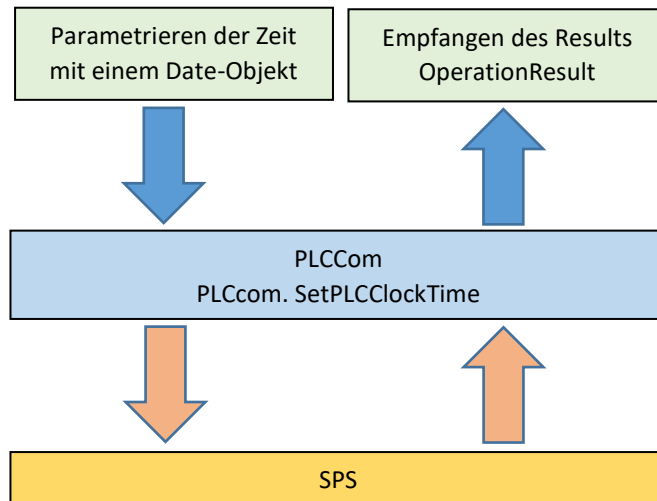 Parametrieren der Zeit
mit einem Date-Objekt
Empfangen des Results
OperationResult
PLCCom
PLCcom. SetPLCClockTime
SPS